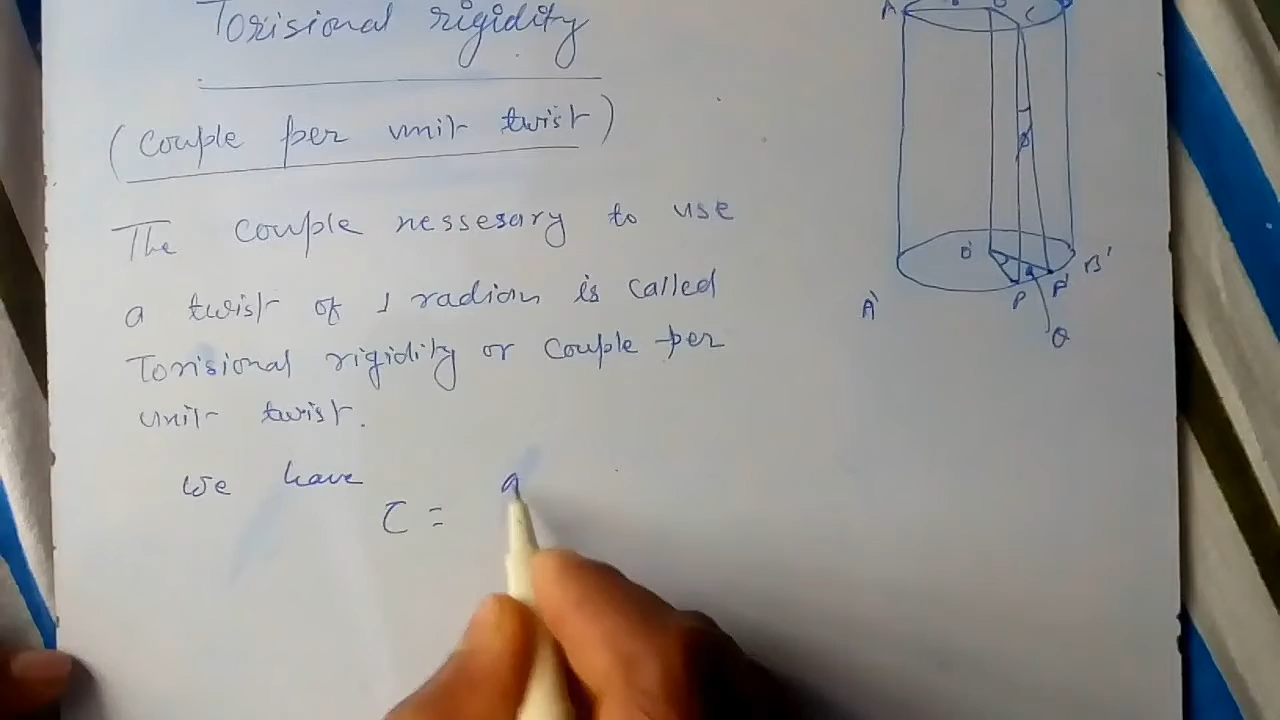 Torisional rigidity
(Couple per unit twist)
The couple nessesary to use
a twist of 1 radian is called
Torisional rigidity or couple per
unit twist.
We have
τ =
A
C
φ
O'
B'
P
P'
A'
θ